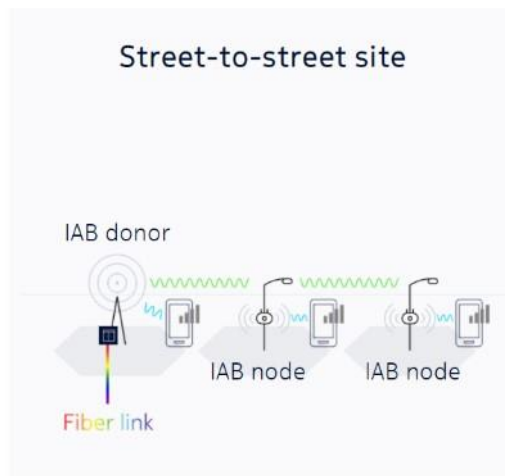 Street-to-street site
IAB donor
IAB node
IAB node
Fiber link